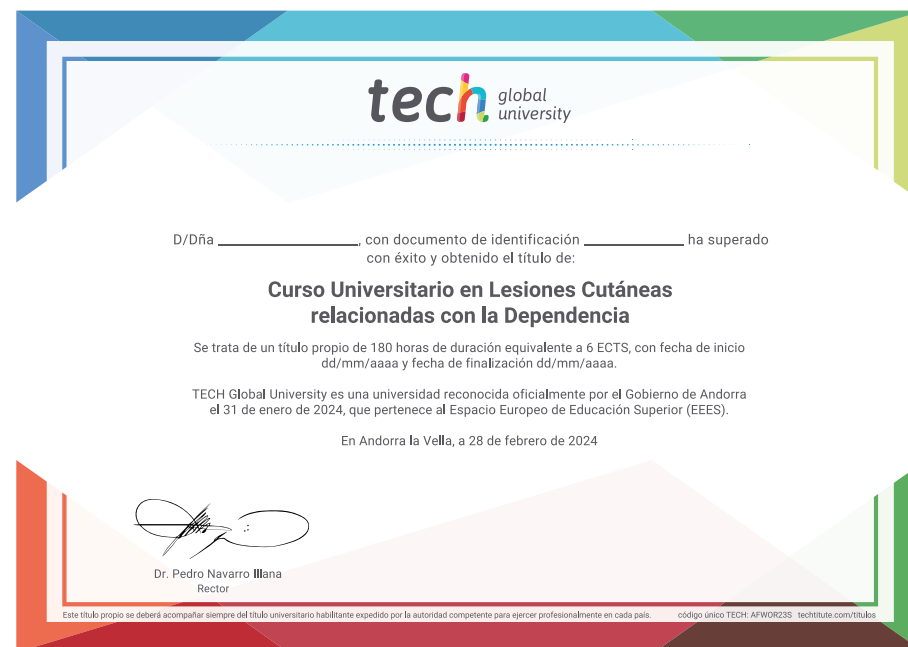 tech global
university
D/Dña ____________________, con documento de identificación ______________ ha superado
con éxito y obtenido el título de:
Curso Universitario en Lesiones Cutáneas
relacionadas con la Dependencia
Se trata de un título propio de 180 horas de duración equivalente a 6 ECTS, con fecha de inicio
dd/mm/aaaa y fecha de finalización dd/mm/aaaa.
TECH Global University es una universidad reconocida oficialmente por el Gobierno de Andorra
el 31 de enero de 2024, que pertenece al Espacio Europeo de Educación Superior (EEES).
En Andorra la Vella, a 28 de febrero de 2024
Dr. Pedro Navarro Illana
Rector
Este título propio se deberá acompañar siempre del título universitario habilitante expedido por la autoridad competente para ejercer profesionalmente en cada país. código único TECH: AFWOR23S techtitute.com/titulos